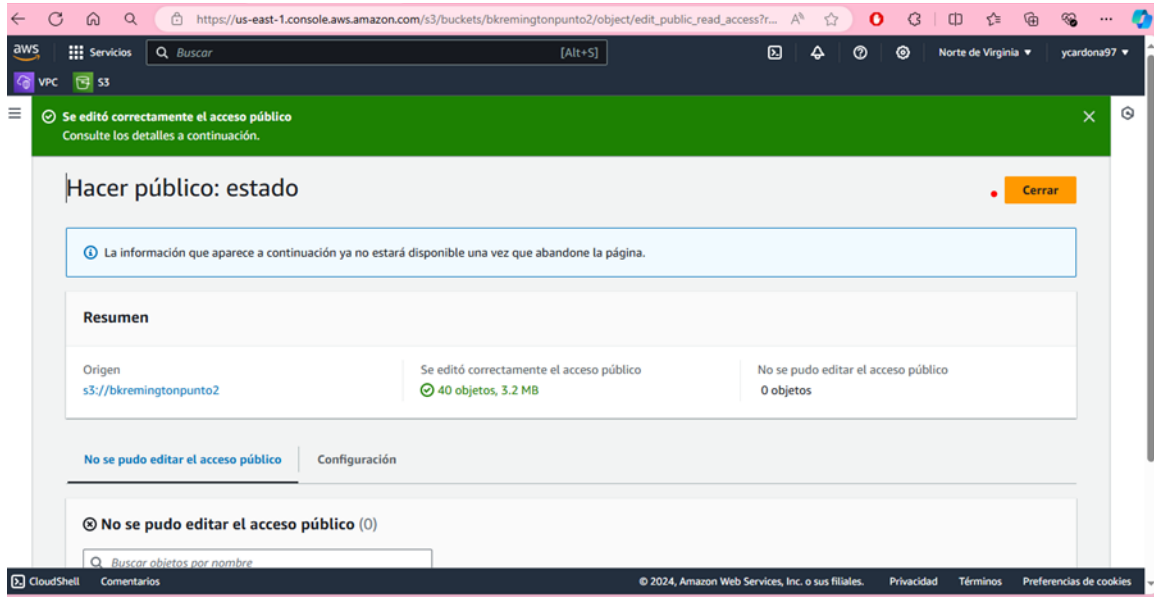 https://us-east-1.console.aws.amazon.com/s3/buckets/bkremingtonpunto2/object/edit_public_read_access?r...
aws Servicios Buscar [Alt+S] Norte de Virginia ycardona97
VPC S3
Se editó correctamente el acceso público
Consulte los detalles a continuación.
Hacer público: estado
Cerrar
La información que aparece a continuación ya no estará disponible una vez que abandone la página.
Resumen
Origen Se editó correctamente el acceso público No se pudo editar el acceso público
s3://bkremingtonpunto2 40 objetos, 3.2 MB 0 objetos
No se pudo editar el acceso público Configuración
No se pudo editar el acceso público (0)
Buscar objetos por nombre
CloudShell Comentarios © 2024, Amazon Web Services, Inc. o sus filiales. Privacidad Términos Preferencias de cookies